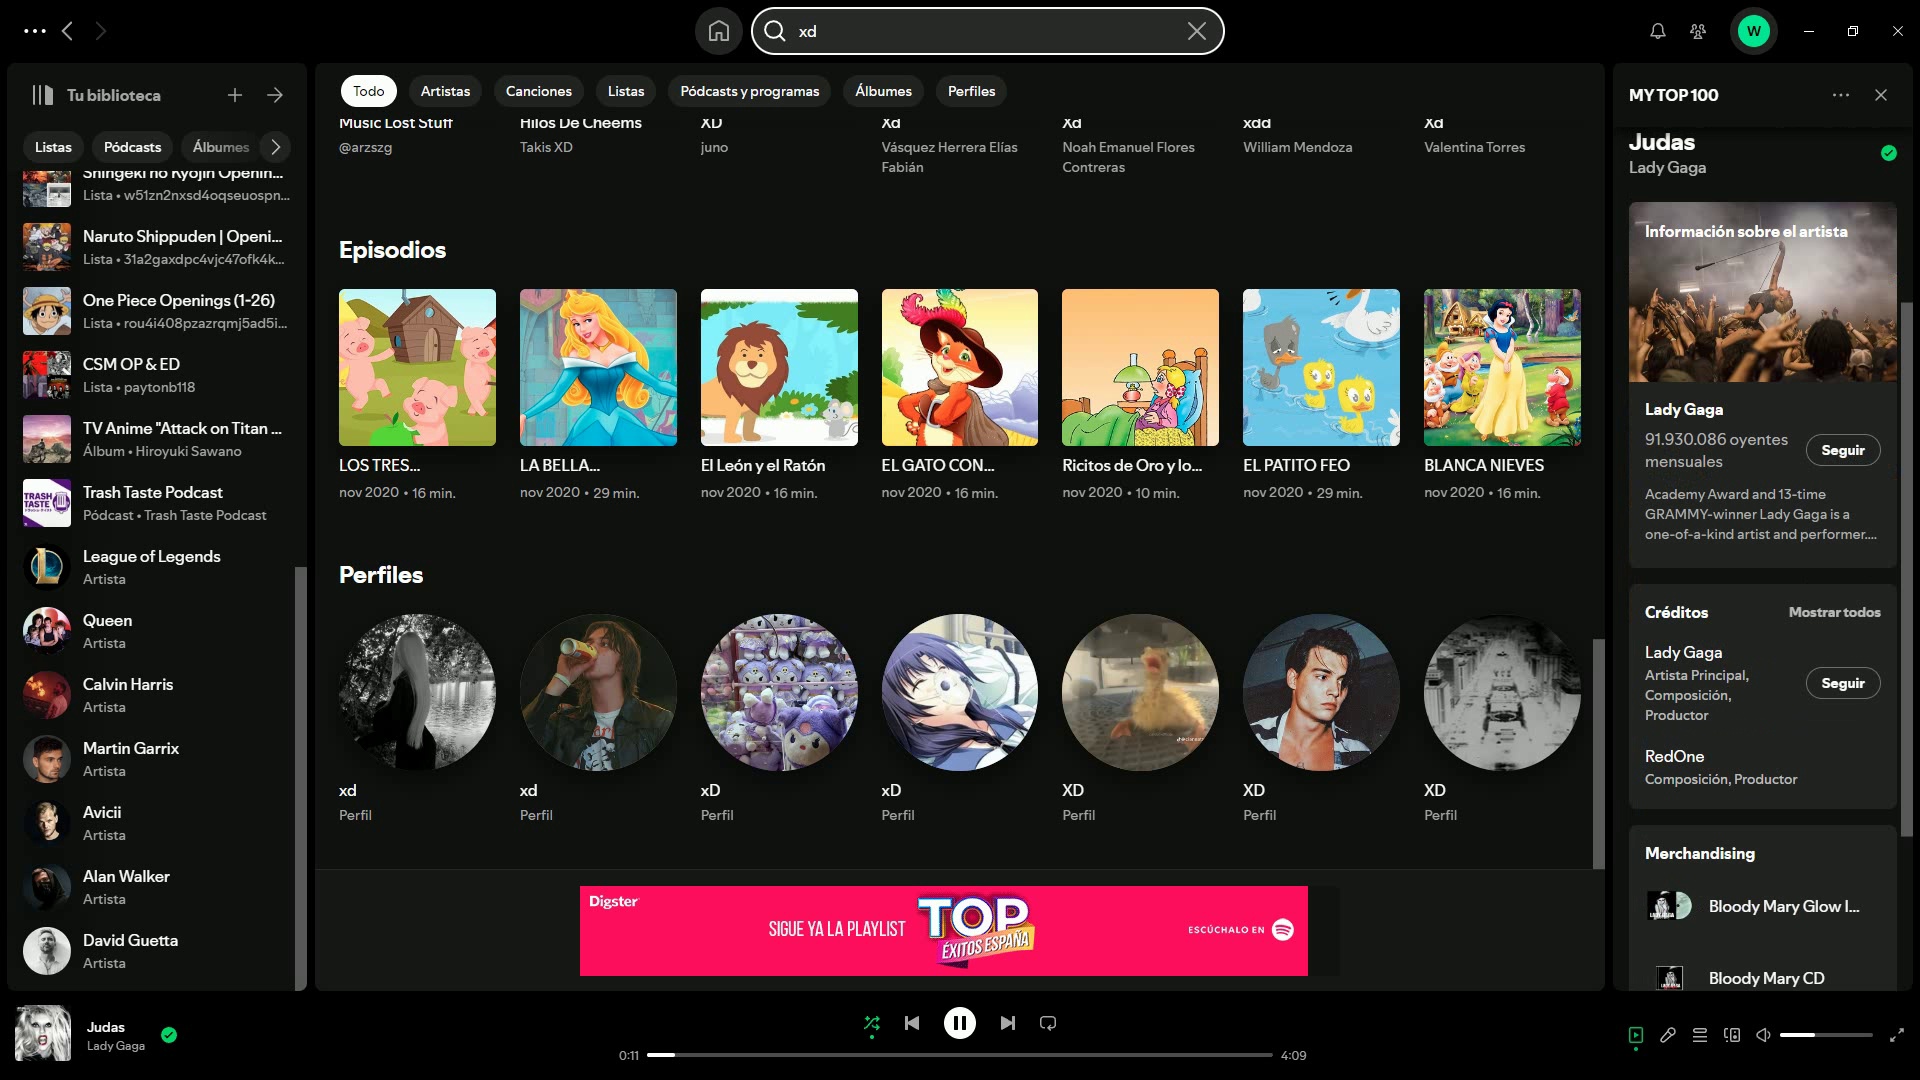 xd
W
Tu biblioteca
Listas
Pódcasts
Álbumes
Shingeki no Kyojin Openin...
Lista • w51zn2nxsd4oqseuospn...
Naruto Shippuden | Openi...
Lista • 31a2gaxdpc4vjc47ofk4k...
One Piece Openings (1-26)
Lista • rou4i408pzazrqmj5ad5i...
CSM OP & ED
Lista • paytonb118
TV Anime "Attack on Titan ...
Álbum • Hiroyuki Sawano
TRASH TASTE
Trash Taste Podcast
Pódcast • Trash Taste Podcast
League of Legends
Artista
Queen
Artista
Calvin Harris
Artista
Martin Garrix
Artista
Avicii
Artista
Alan Walker
Artista
David Guetta
Artista
Todo
Artistas
Canciones
Listas
Pódcasts y programas
Álbumes
Perfiles
Music Lost Stuff
@arzszg
Hilos De Cheems
Takis XD
XD
juno
Xd
Vásquez Herrera Elías
Fabián
Xd
Noah Emanuel Flores
Contreras
xdd
William Mendoza
Xd
Valentina Torres
Episodios
LOS TRES...
nov 2020 • 16 min.
LA BELLA...
nov 2020 • 29 min.
El León y el Ratón
nov 2020 • 16 min.
EL GATO CON...
nov 2020 • 16 min.
Ricitos de Oro y lo...
nov 2020 • 10 min.
EL PATITO FEO
nov 2020 • 29 min.
BLANCA NIEVES
nov 2020 • 16 min.
Perfiles
xd
Perfil
xd
Perfil
xD
Perfil
xD
Perfil
XD
Perfil
XD
Perfil
XD
Perfil
Digster
SIGUE YA LA PLAYLIST
TOP
ÉXITOS ESPAÑA
ESCÚCHALO EN
MY TOP 100
Judas
Lady Gaga
Información sobre el artista
Lady Gaga
91.930.086 oyentes
mensuales
Seguir
Academy Award and 13-time
GRAMMY-winner Lady Gaga is a
one-of-a-kind artist and performer....
Créditos
Mostrar todos
Lady Gaga
Artista Principal,
Composición,
Productor
Seguir
RedOne
Composición, Productor
Merchandising
Bloody Mary Glow I...
Bloody Mary CD
Judas
Lady Gaga
0:11
4:09